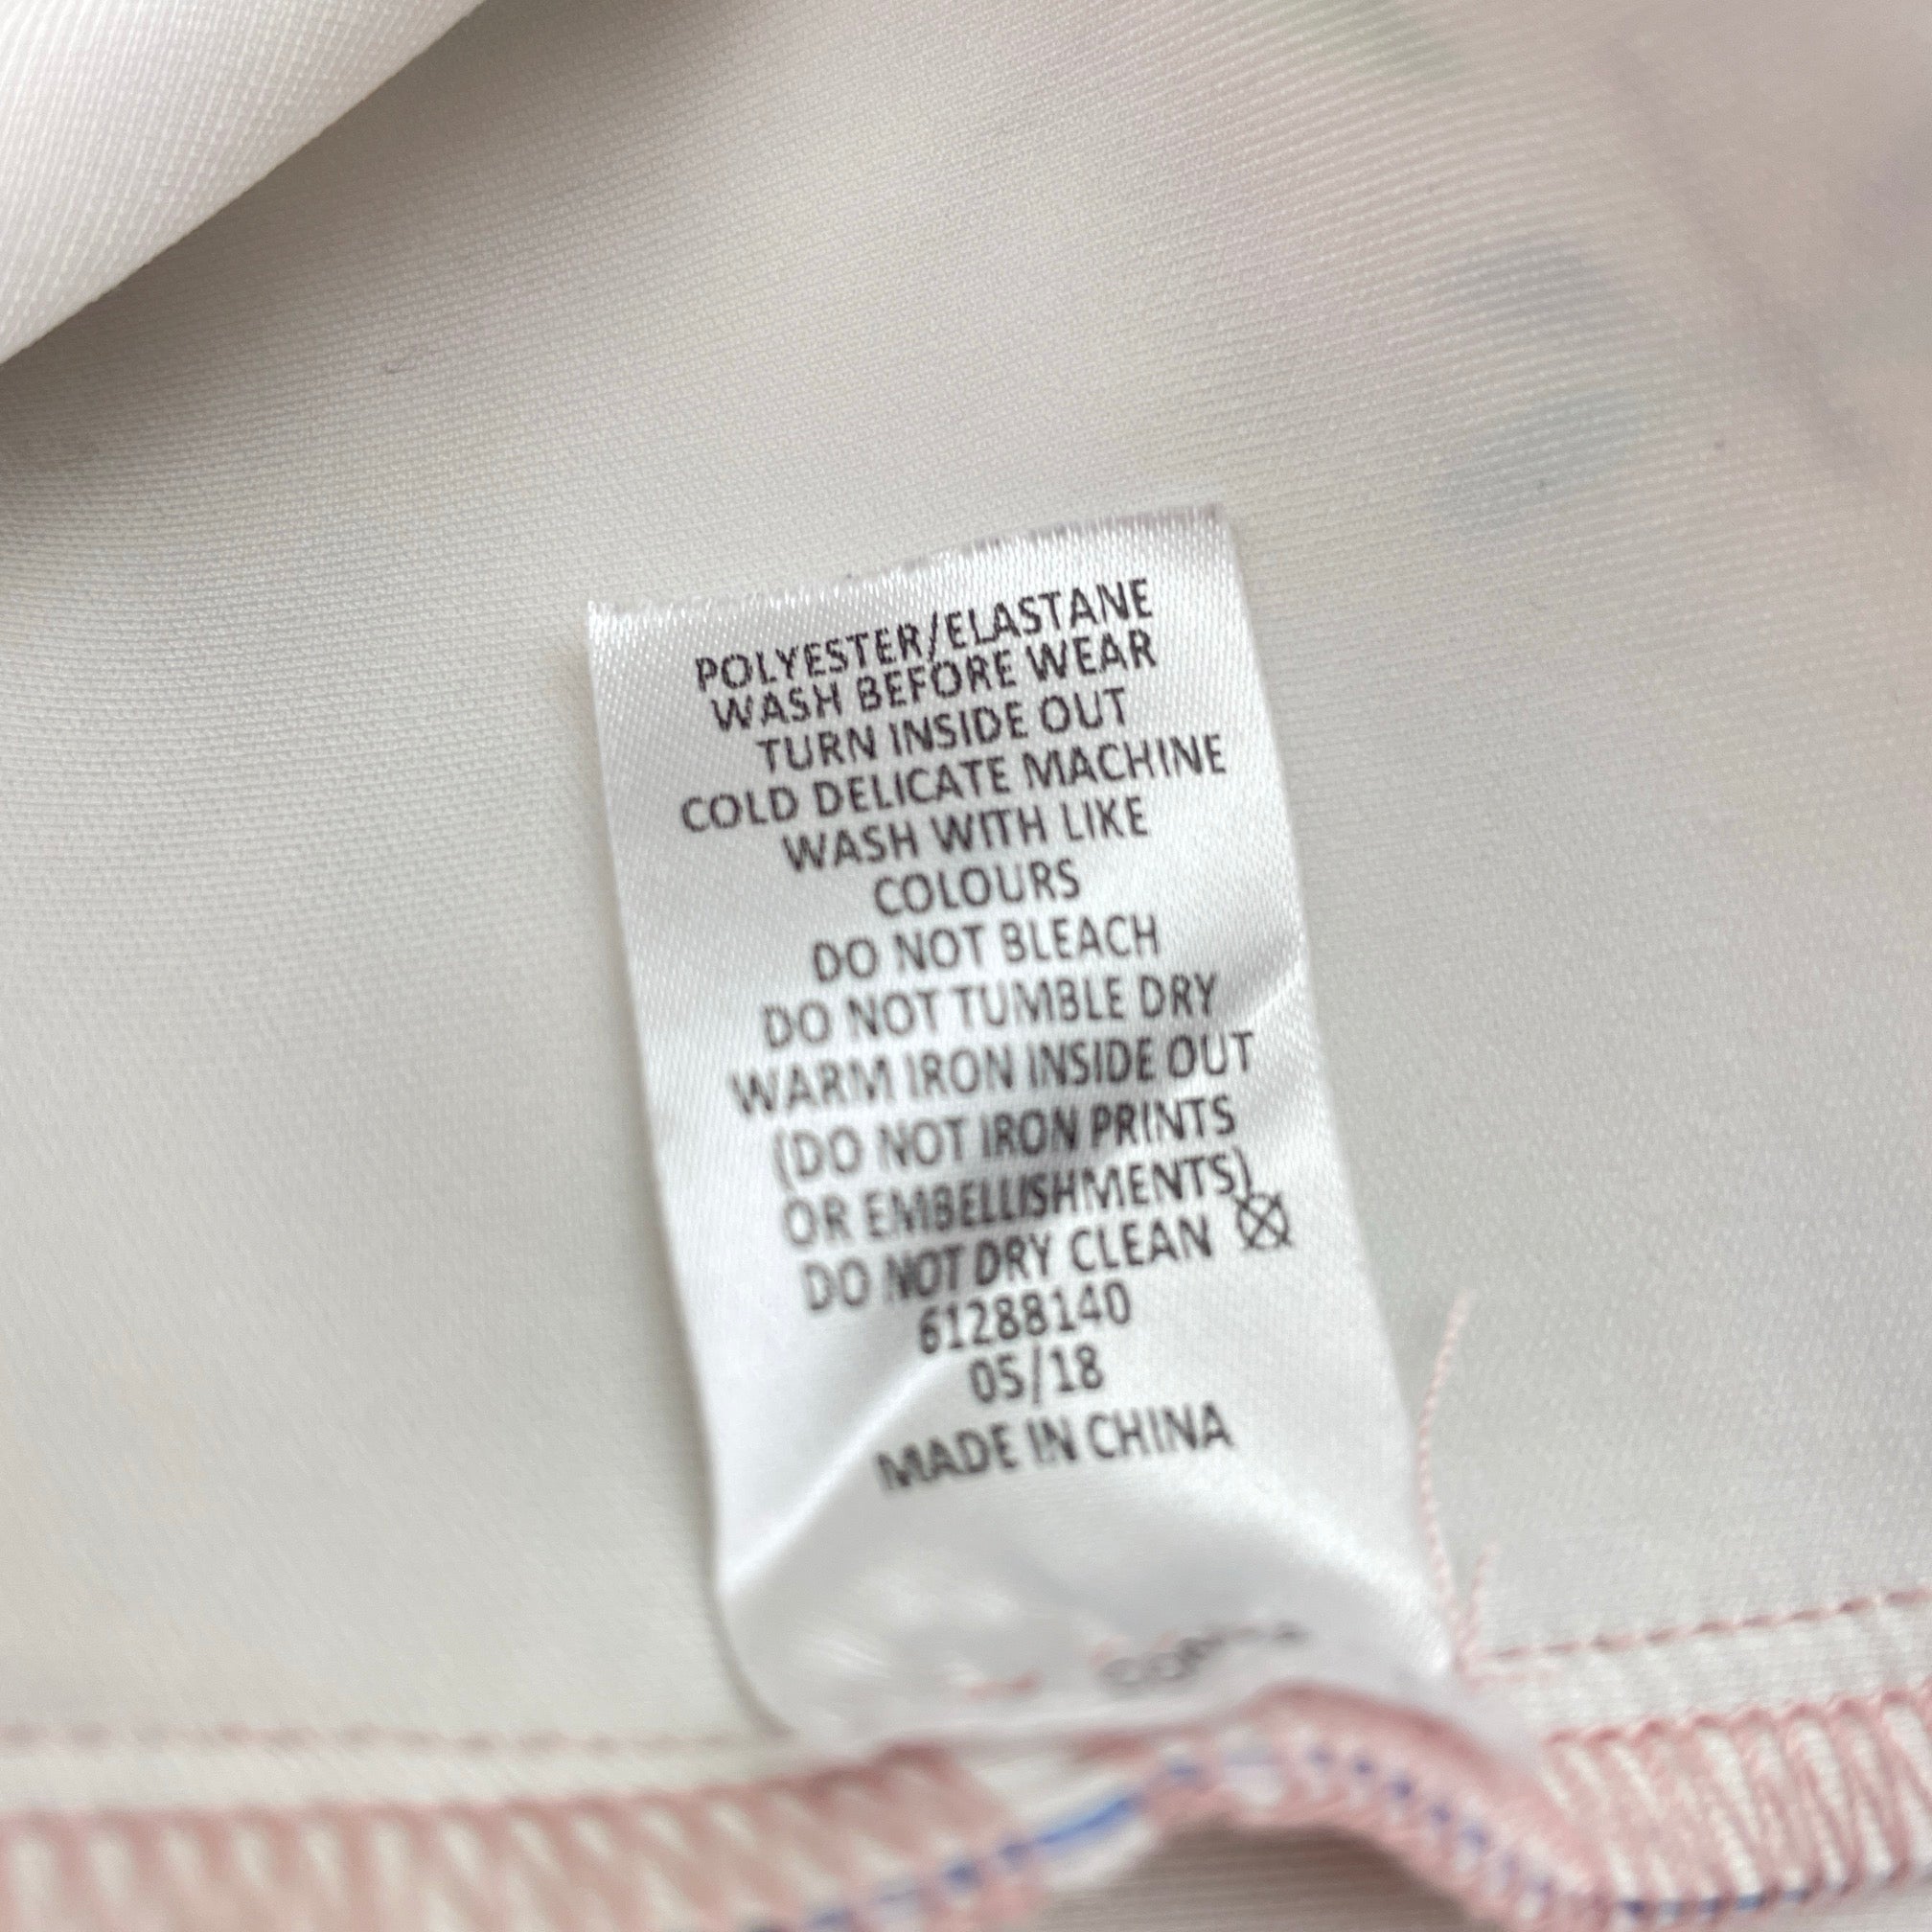 POLYESTER/ELASTANE
WASH BEFORE WEAR
TURN INSIDE OUT
COLD DELICATE MACHINE
WASH WITH LIKE
COLOURS
DO NOT BLEACH
DO NOT TUMBLE DRY
WARM IRON INSIDE OUT
(DO NOT IRON PRINTS
OR EMBELLISHMENTS)
DO NOT DRY CLEAN
61288140
05/18
MADE IN CHINA